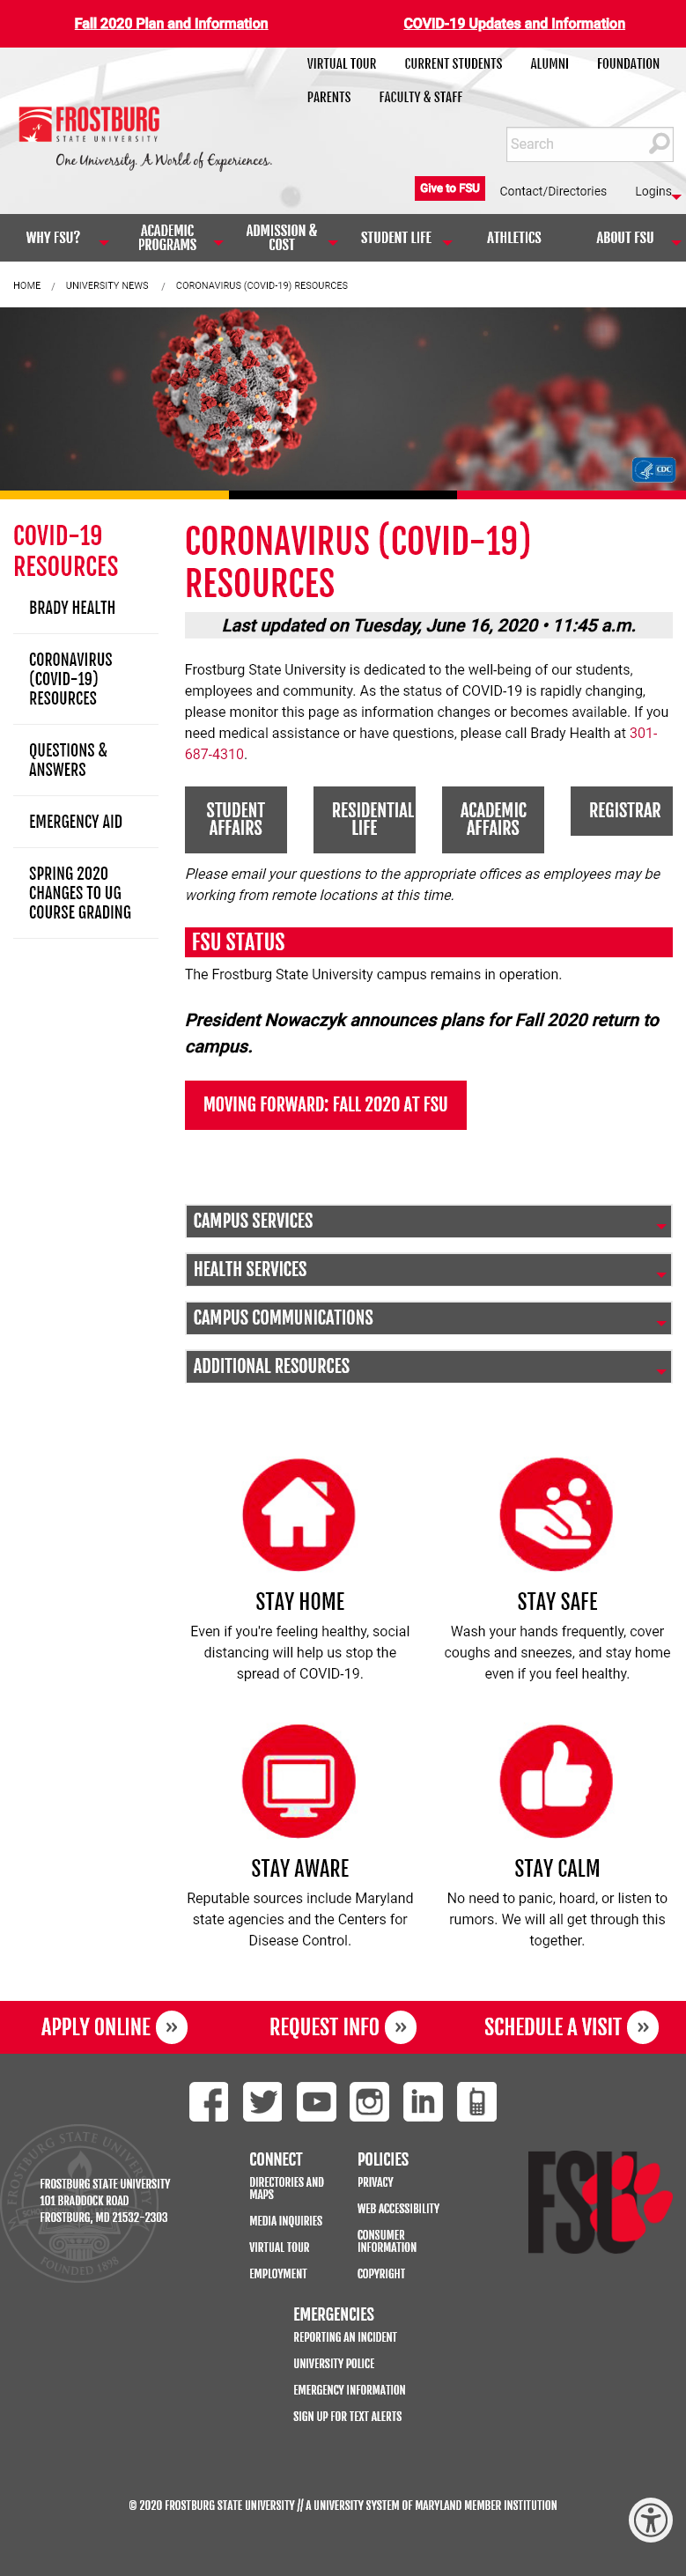 Fall 2020 Plan and Information
COVID-19 Updates and Information
VIRTUAL TOUR CURRENT STUDENTS ALUMNI FOUNDATION
PARENTS FACULTY & STAFF
FROSTBURG
STATE UNIVERSITY
One University. A World of Experiences.
Search
Give to FSU Contact/Directories Logins
WHY FSU?
ACADEMIC
PROGRAMS
ADMISSION &
COST
STUDENT LIFE
ATHLETICS
ABOUT FSU
HOME / UNIVERSITY NEWS / CORONAVIRUS (COVID-19) RESOURCES
CDC
COVID-19
RESOURCES
BRADY HEALTH
CORONAVIRUS
(COVID-19)
RESOURCES
QUESTIONS &
ANSWERS
EMERGENCY AID
SPRING 2020
CHANGES TO UG
COURSE GRADING
CORONAVIRUS (COVID-19)
RESOURCES
Last updated on Tuesday, June 16, 2020 • 11:45 a.m.
Frostburg State University is dedicated to the well-being of our students,
employees and community. As the status of COVID-19 is rapidly changing,
please monitor this page as information changes or becomes available. If you
need medical assistance or have questions, please call Brady Health at 301-
687-4310.
STUDENT
AFFAIRS
RESIDENTIAL
LIFE
ACADEMIC
AFFAIRS
REGISTRAR
Please email your questions to the appropriate offices as employees may be
working from remote locations at this time.
FSU STATUS
The Frostburg State University campus remains in operation.
President Nowaczyk announces plans for Fall 2020 return to
campus.
MOVING FORWARD: FALL 2020 AT FSU
CAMPUS SERVICES
HEALTH SERVICES
CAMPUS COMMUNICATIONS
ADDITIONAL RESOURCES
STAY HOME
Even if you're feeling healthy, social
distancing will help us stop the
spread of COVID-19.
STAY SAFE
Wash your hands frequently, cover
coughs and sneezes, and stay home
even if you feel healthy.
STAY AWARE
Reputable sources include Maryland
state agencies and the Centers for
Disease Control.
STAY CALM
No need to panic, hoard, or listen to
rumors. We will all get through this
together.
APPLY ONLINE »
REQUEST INFO »
SCHEDULE A VISIT »
FROSTBURG STATE UNIVERSITY
FOUNDED 1898
FROSTBURG STATE UNIVERSITY
101 BRADDOCK ROAD
FROSTBURG, MD 21532-2303
CONNECT
DIRECTORIES AND
MAPS
MEDIA INQUIRIES
VIRTUAL TOUR
EMPLOYMENT
POLICIES
PRIVACY
WEB ACCESSIBILITY
CONSUMER
INFORMATION
COPYRIGHT
FSU
EMERGENCIES
REPORTING AN INCIDENT
UNIVERSITY POLICE
EMERGENCY INFORMATION
SIGN UP FOR TEXT ALERTS
© 2020 FROSTBURG STATE UNIVERSITY // A UNIVERSITY SYSTEM OF MARYLAND MEMBER INSTITUTION